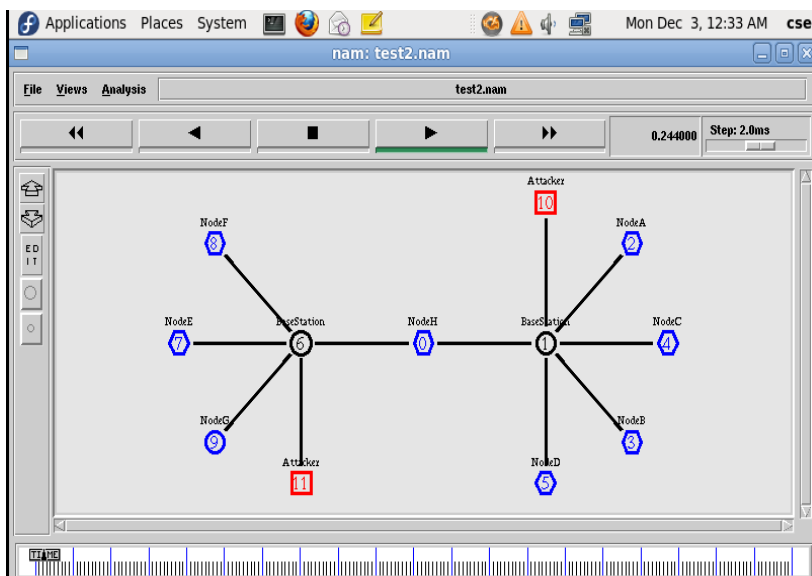 Applications Places System Mon Dec 3, 12:33 AM cse
nam: test2.nam
File Views Analysis test2.nam
0.244000 Step: 2.0ms
E D
I T
Attacker
10
NodeF
8
NodeA
2
NodeE
7
BaseStation
6
NodeH
0
BaseStation
1
NodeC
4
NodeG
9
NodeB
3
Attacker
11
NodeD
5
TIME